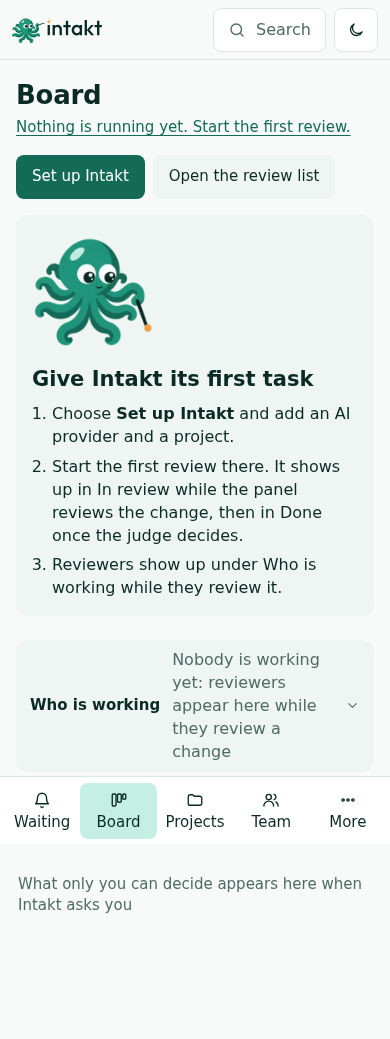 intakt
Search
Board
Nothing is running yet. Start the first review.
Set up Intakt
Open the review list
Give Intakt its first task
1. Choose Set up Intakt and add an AI
provider and a project.
2. Start the first review there. It shows
up in In review while the panel
reviews the change, then in Done
once the judge decides.
3. Reviewers show up under Who is
working while they review it.
Who is working
Nobody is working
yet: reviewers
appear here while
they review a
change
Waiting
Board
Projects
Team
More
What only you can decide appears here when
Intakt asks you